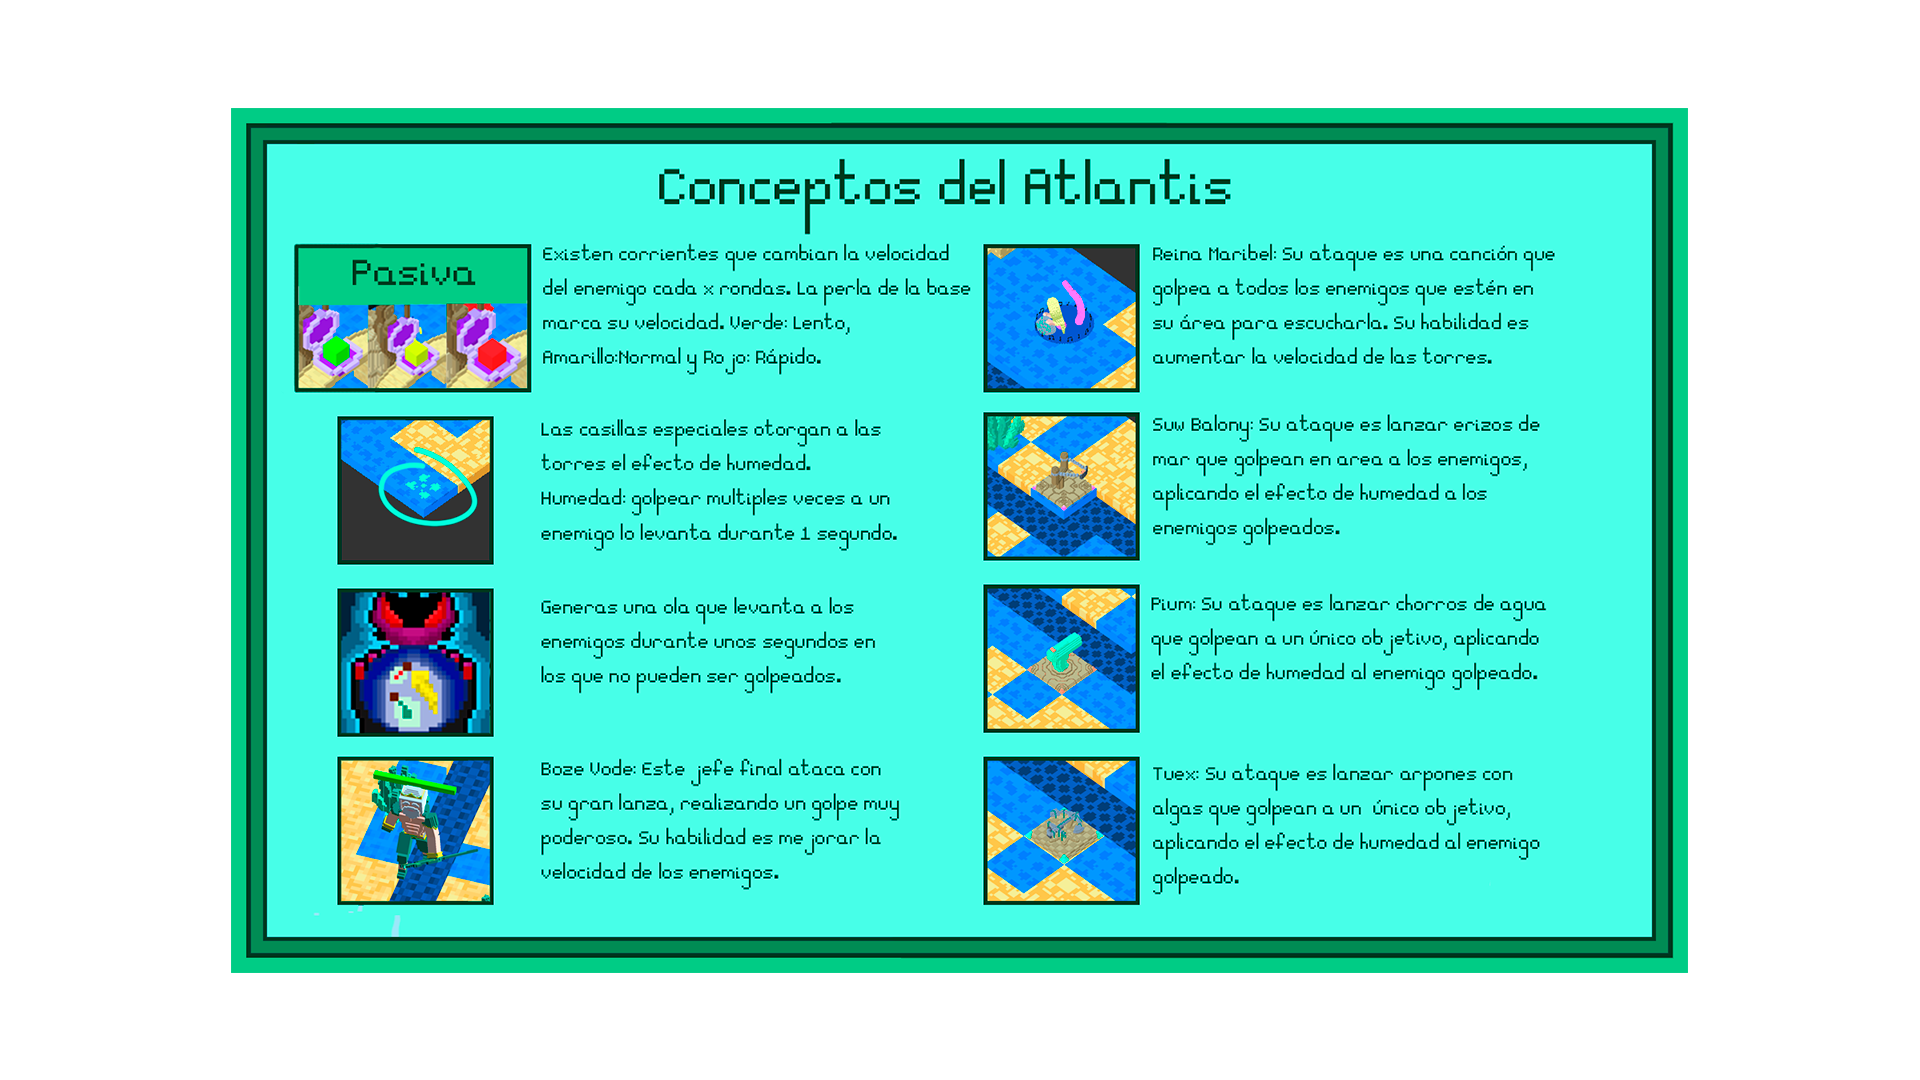 Conceptos del Atlantis
Pasiva
Existen corrientes que cambian la velocidad
del enemigo cada x rondas. La perla de la base
marca su velocidad. Verde: Lento,
Amarillo:Normal y Rojo: Rápido.
Las casillas especiales otorgan a las
torres el efecto de humedad.
Humedad: golpear multiples veces a un
enemigo lo levanta durante 1 segundo.
Generas una ola que levanta a los
enemigos durante unos segundos en
los que no pueden ser golpeados.
Boze Vode: Este jefe final ataca con
su gran lanza, realizando un golpe muy
poderoso. Su habilidad es mejorar la
velocidad de los enemigos.
Reina Maribel: Su ataque es una canción que
golpea a todos los enemigos que estén en
su área para escucharla. Su habilidad es
aumentar la velocidad de las torres.
Suw Balony: Su ataque es lanzar erizos de
mar que golpean en area a los enemigos,
aplicando el efecto de humedad a los
enemigos golpeados.
Pium: Su ataque es lanzar chorros de agua
que golpean a un único objetivo, aplicando
el efecto de humedad al enemigo golpeado.
Tuex: Su ataque es lanzar arpones con
algas que golpean a un único objetivo,
aplicando el efecto de humedad al enemigo
golpeado.